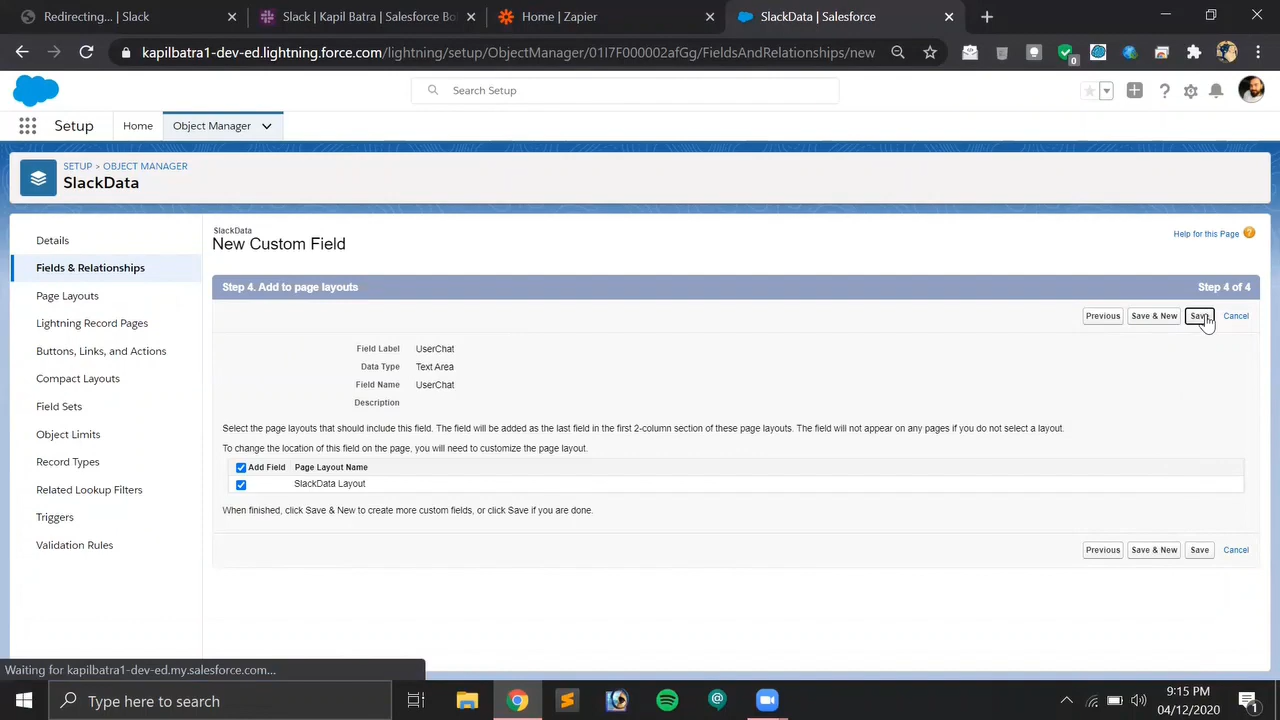 Redirecting... | Slack
Slack | Kapil Batra | Salesforce Bo
Home | Zapier
SlackData | Salesforce
kapilbatra1-dev-ed.lightning.force.com/lightning/setup/ObjectManager/01I7F000002afGg/FieldsAndRelationships/new
0
Search Setup
Setup
Home
Object Manager
SETUP > OBJECT MANAGER
SlackData
Details
Fields & Relationships
Page Layouts
Lightning Record Pages
Buttons, Links, and Actions
Compact Layouts
Field Sets
Object Limits
Record Types
Related Lookup Filters
Triggers
Validation Rules
SlackData
New Custom Field
Help for this Page
Step 4. Add to page layouts
Step 4 of 4
Previous Save & New Save Cancel
Field Label UserChat
Data Type Text Area
Field Name UserChat
Description
Select the page layouts that should include this field. The field will be added as the last field in the first 2-column section of these page layouts. The field will not appear on any pages if you do not select a layout.
To change the location of this field on the page, you will need to customize the page layout.
Add Field Page Layout Name
SlackData Layout
When finished, click Save & New to create more custom fields, or click Save if you are done.
Previous Save & New Save Cancel
Waiting for kapilbatra1-dev-ed.my.salesforce.com...
Type here to search
9:15 PM
04/12/2020
1